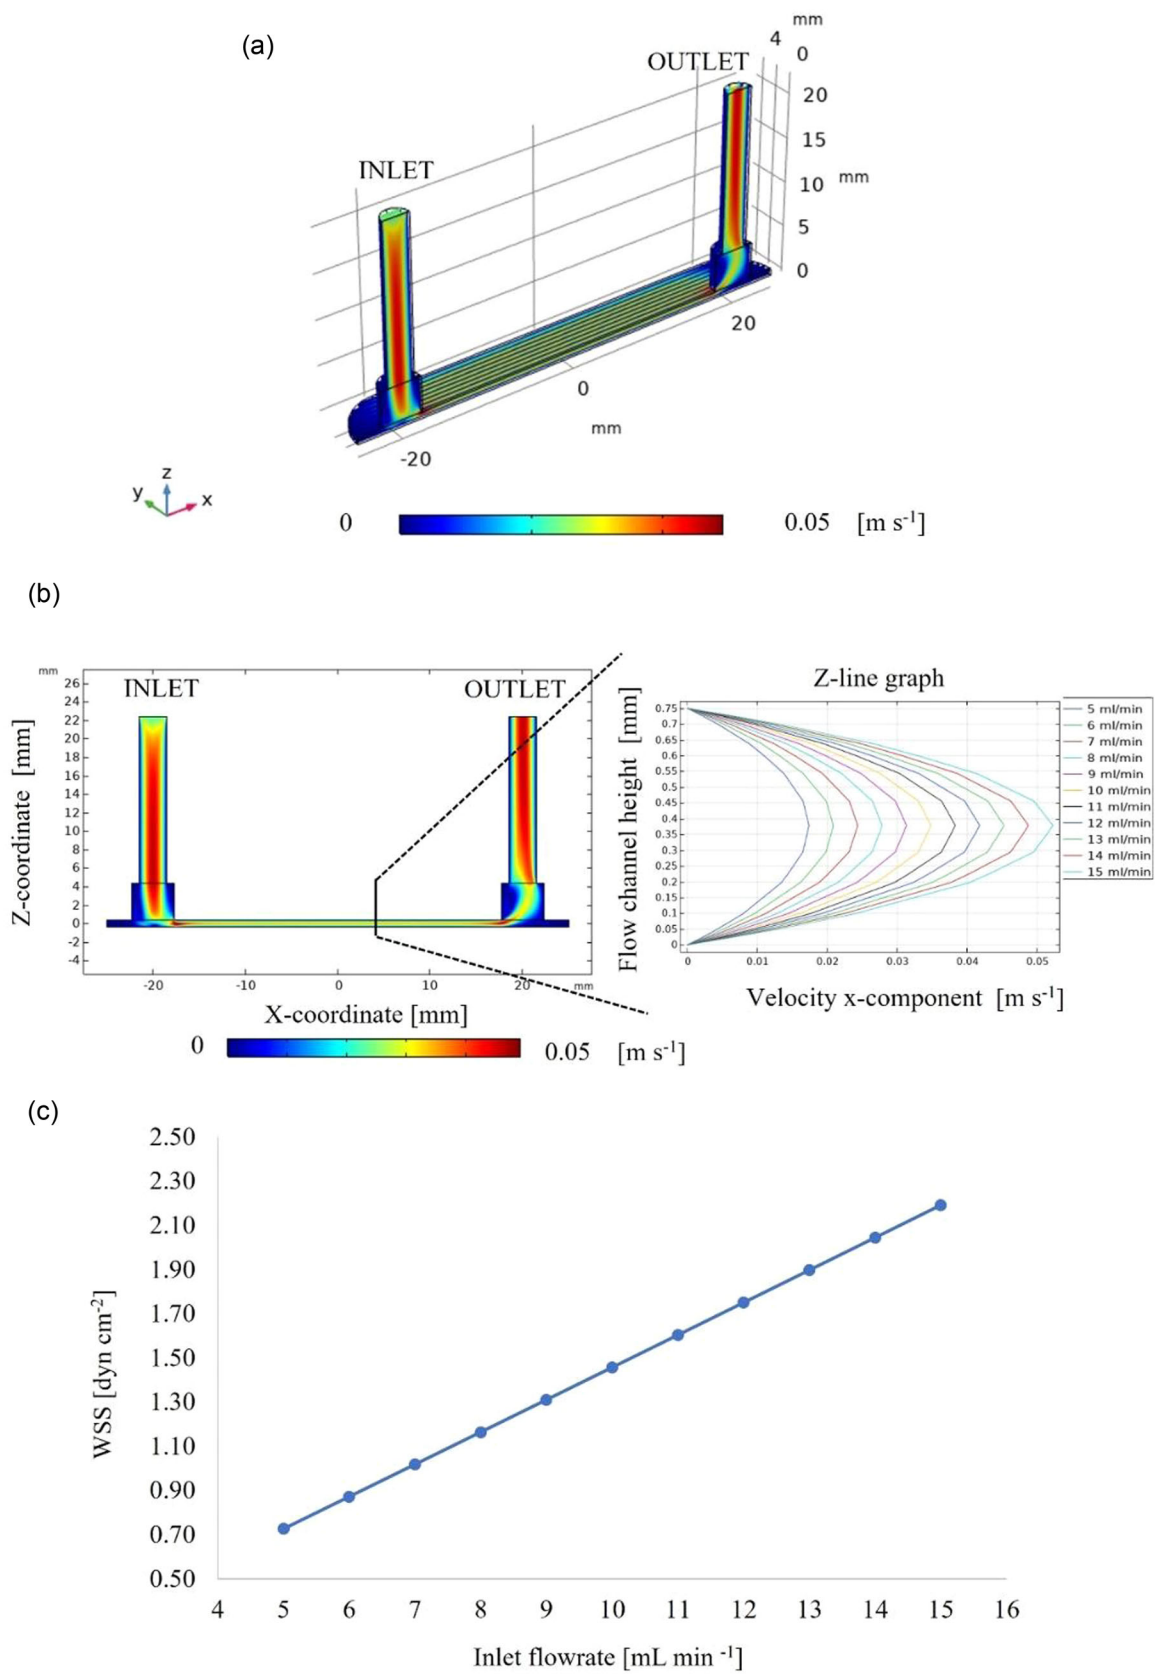 (a)
mm
4
0
OUTLET
20
15
INLET
10 mm
5
0
20
0
mm
-20
z
y
x
0 0.05 [m s-1]
(b)
mm
26
24
22
20
18
16
14
12
10
8
6
4
2
0
-2
-4
INLET OUTLET
Z-coordinate [mm]
-20 -10 0 10 20 mm
X-coordinate [mm]
0 0.05 [m s-1]
Z-line graph
Flow channel height [mm]
0.75
0.7
0.65
0.6
0.55
0.5
0.45
0.4
0.35
0.3
0.25
0.2
0.15
0.1
0.05
0
0 0.01 0.02 0.03 0.04 0.05
Velocity x-component [m s-1]
5 ml/min
6 ml/min
7 ml/min
8 ml/min
9 ml/min
10 ml/min
11 ml/min
12 ml/min
13 ml/min
14 ml/min
15 ml/min
(c)
2.50
2.30
2.10
1.90
1.70
1.50
1.30
1.10
0.90
0.70
0.50
WSS [dyn cm-2]
4 5 6 7 8 9 10 11 12 13 14 15 16
Inlet flowrate [mL min -1]